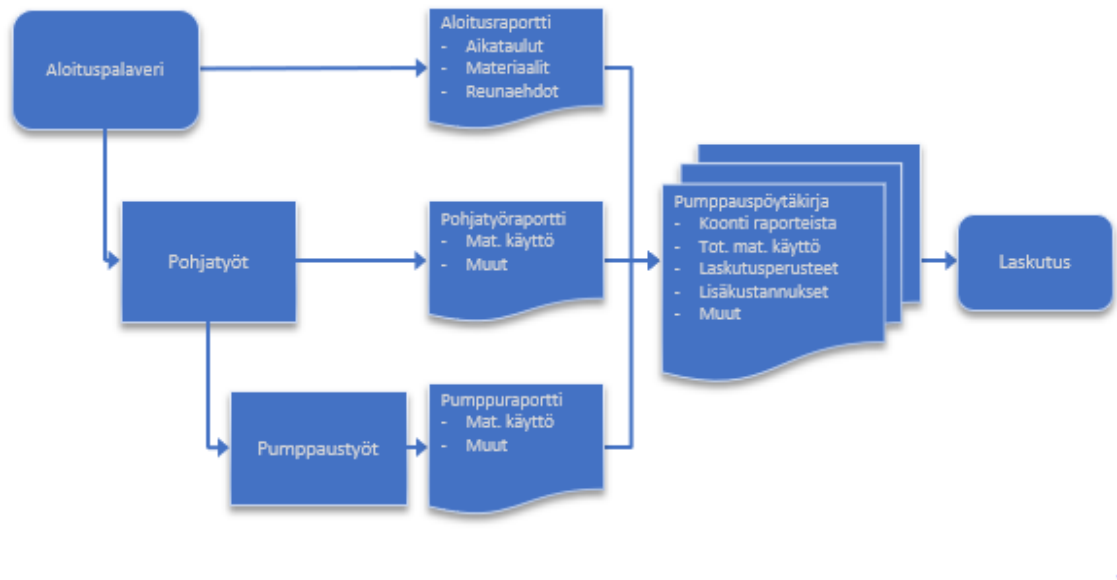 Aloituspalaveri
Aloitusraportti
- Aikataulut
- Materiaalit
- Reunaehdot
Pohjatyöt
Pohjatyöraportti
- Mat. käyttö
- Muut
Pumppaustyöt
Pumppuraportti
- Mat. käyttö
- Muut
Pumppauspöytäkirja
- Koonti raporteista
- Tot. mat. käyttö
- Laskutusperusteet
- Lisäkustannukset
- Muut
Laskutus